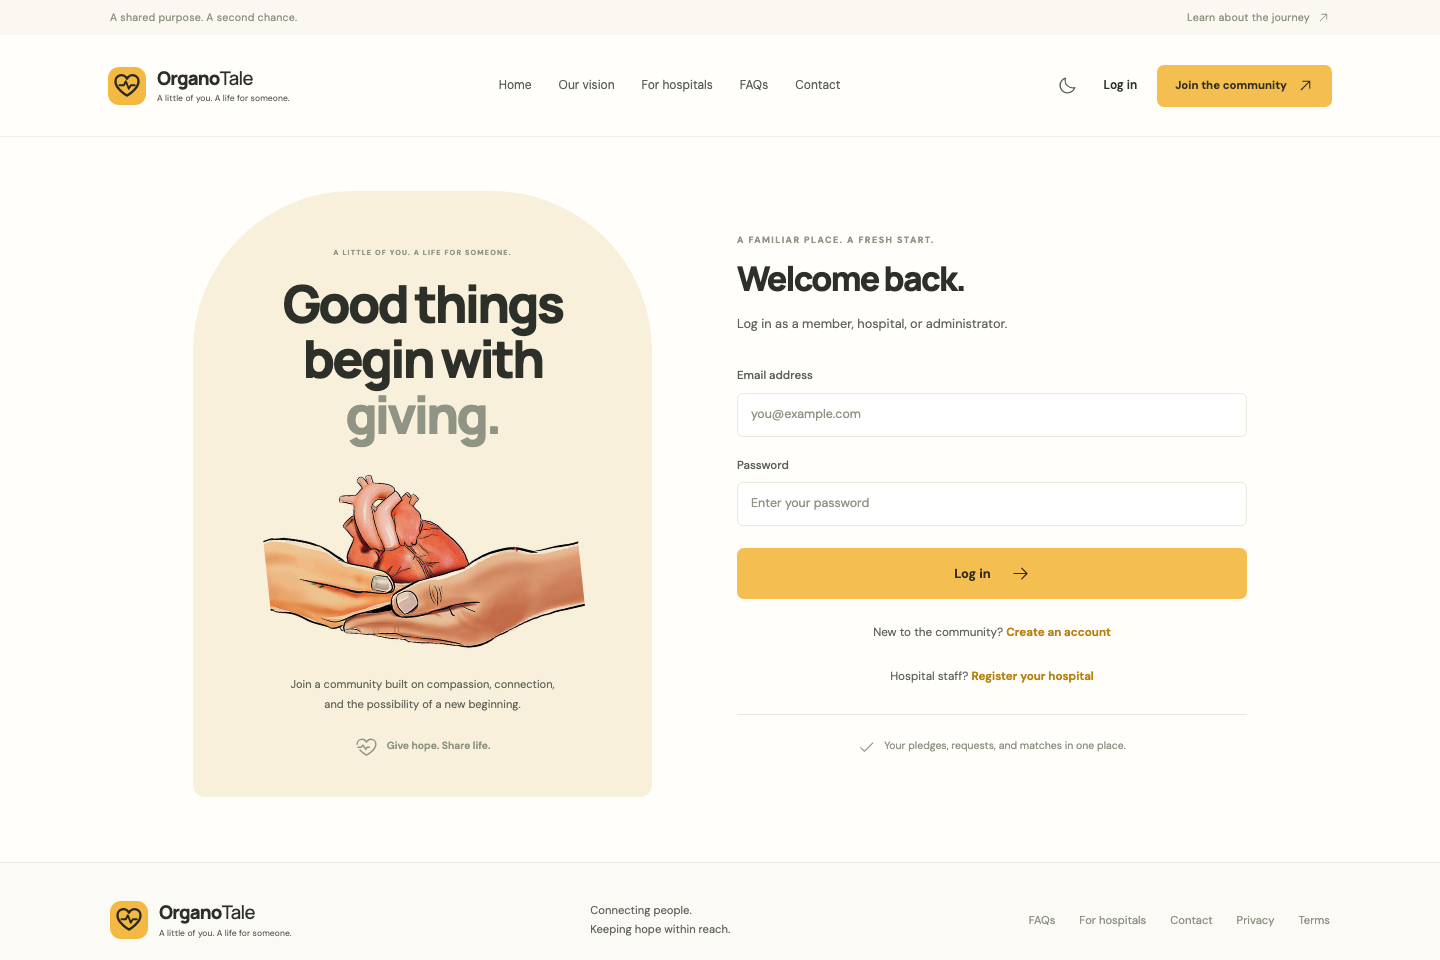 A shared purpose. A second chance.
Learn about the journey
OrganoTale
A little of you. A life for someone.
Home
Our vision
For hospitals
FAQs
Contact
Log in
Join the community
A LITTLE OF YOU. A LIFE FOR SOMEONE.
Good things
begin with
giving.
Join a community built on compassion, connection,
and the possibility of a new beginning.
Give hope. Share life.
A FAMILIAR PLACE. A FRESH START.
Welcome back.
Log in as a member, hospital, or administrator.
Email address
you@example.com
Password
Enter your password
Log in
New to the community? Create an account
Hospital staff? Register your hospital
Your pledges, requests, and matches in one place.
OrganoTale
A little of you. A life for someone.
Connecting people.
Keeping hope within reach.
FAQs
For hospitals
Contact
Privacy
Terms